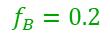 f_B = 0.2